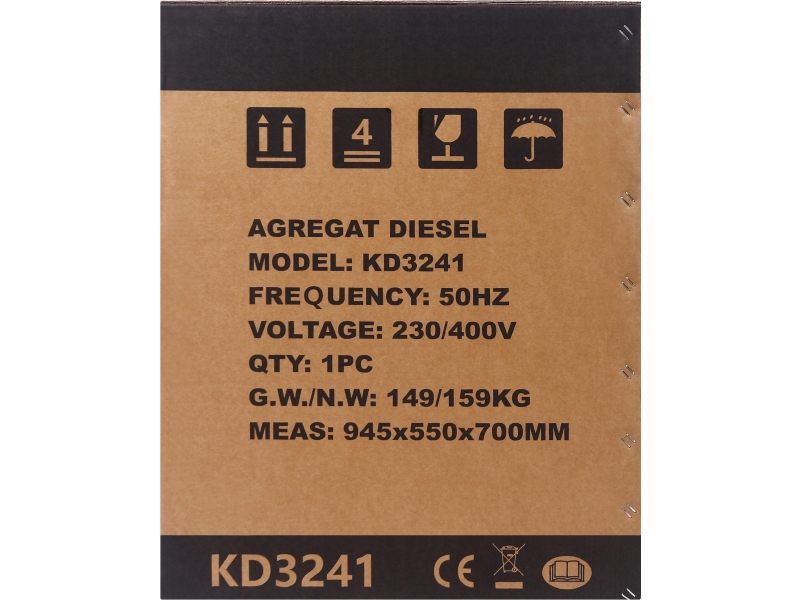 4
AGREGAT DIESEL
MODEL: KD3241
FREQUENCY: 50HZ
VOLTAGE: 230/400V
QTY: 1PC
G.W./N.W: 149/159KG
MEAS: 945x550x700MM
KD3241 CE